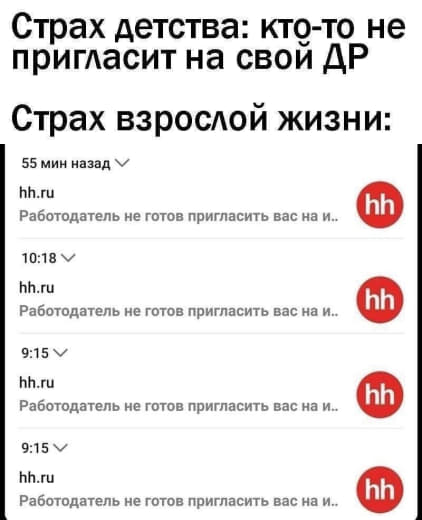 Страх детства: кто-то не
пригласит на свой ДР
Страх взрослой жизни:
55 мин назад
hh.ru
Работодатель не готов пригласить вас на и..
hh
10:18
hh.ru
Работодатель не готов пригласить вас на и..
hh
9:15
hh.ru
Работодатель не готов пригласить вас на и..
hh
9:15
hh.ru
Работодатель не готов пригласить вас на и..
hh